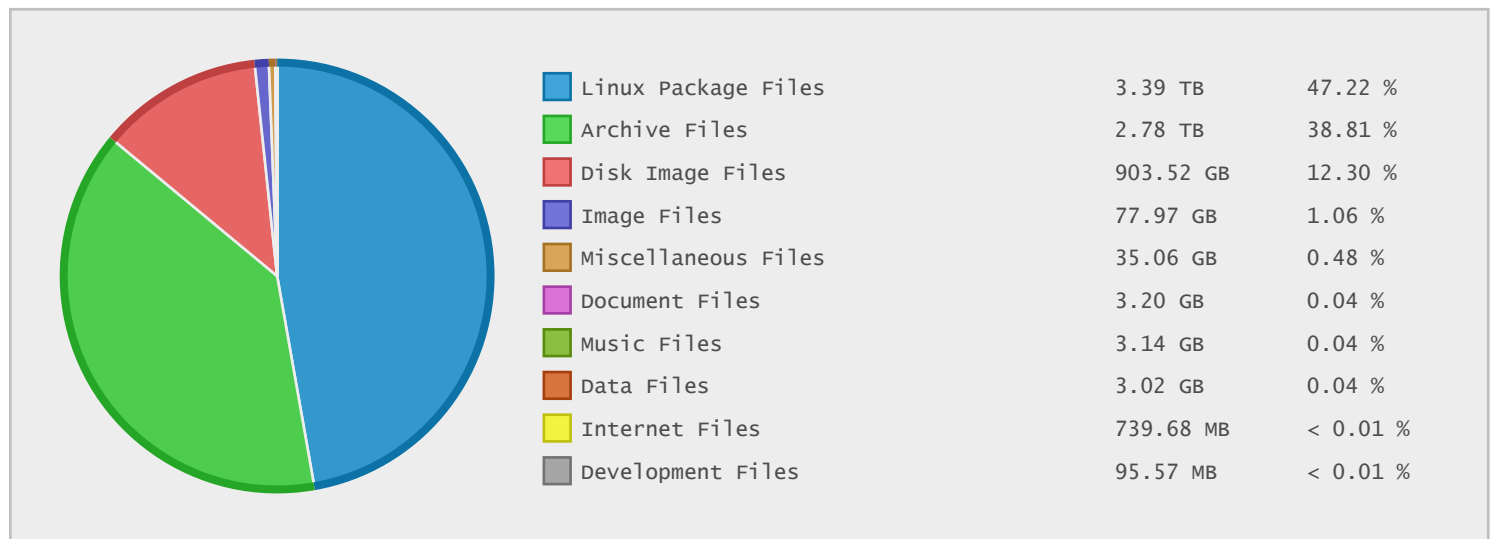 Linux Package Files 3.39 TB 47.22 %
Archive Files 2.78 TB 38.81 %
Disk Image Files 903.52 GB 12.30 %
Image Files 77.97 GB 1.06 %
Miscellaneous Files 35.06 GB 0.48 %
Document Files 3.20 GB 0.04 %
Music Files 3.14 GB 0.04 %
Data Files 3.02 GB 0.04 %
Internet Files 739.68 MB < 0.01 %
Development Files 95.57 MB < 0.01 %